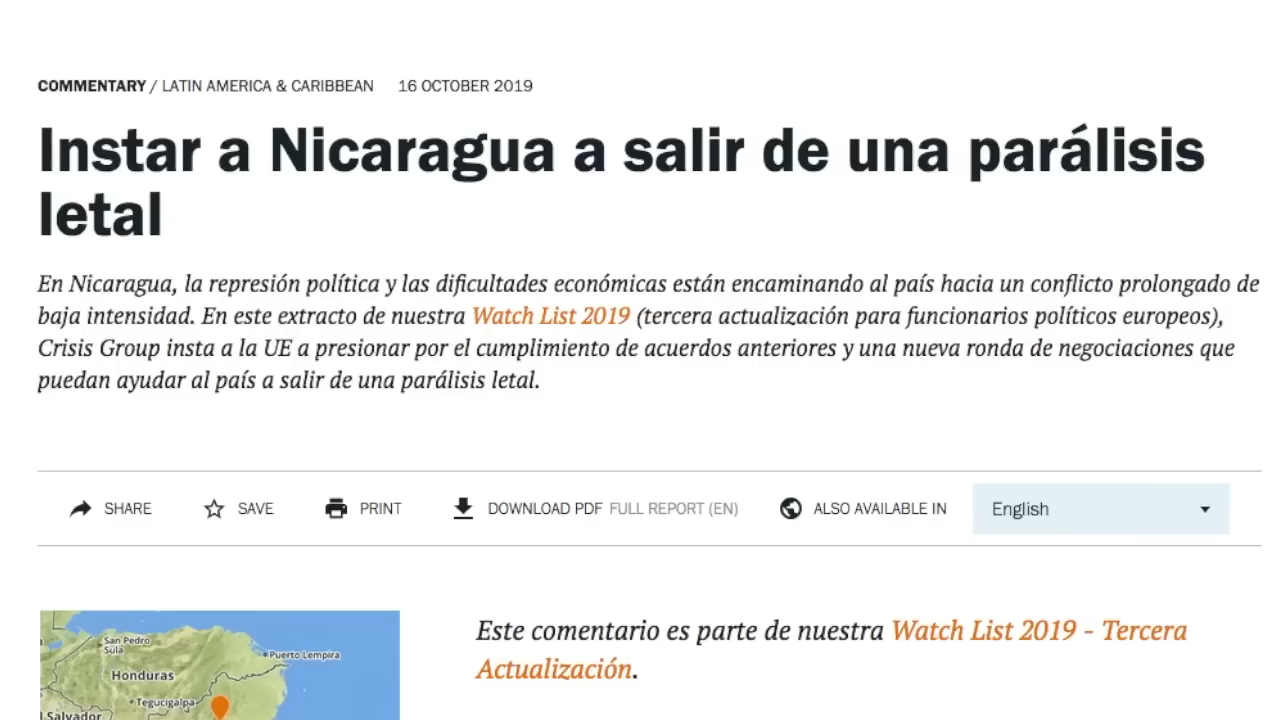 COMMENTARY / LATIN AMERICA & CARIBBEAN 16 OCTOBER 2019
Instar a Nicaragua a salir de una parálisis
letal
En Nicaragua, la represión política y las dificultades económicas están encaminando al país hacia un conflicto prolongado de
baja intensidad. En este extracto de nuestra Watch List 2019 (tercera actualización para funcionarios políticos europeos),
Crisis Group insta a la UE a presionar por el cumplimiento de acuerdos anteriores y una nueva ronda de negociaciones que
puedan ayudar al país a salir de una parálisis letal.
SHARE SAVE PRINT DOWNLOAD PDF FULL REPORT (EN) ALSO AVAILABLE IN English
Este comentario es parte de nuestra Watch List 2019 - Tercera
Actualización.
San Pedro
Sula
Puerto Lempira
Honduras
Tegucigalpa
l Salvador